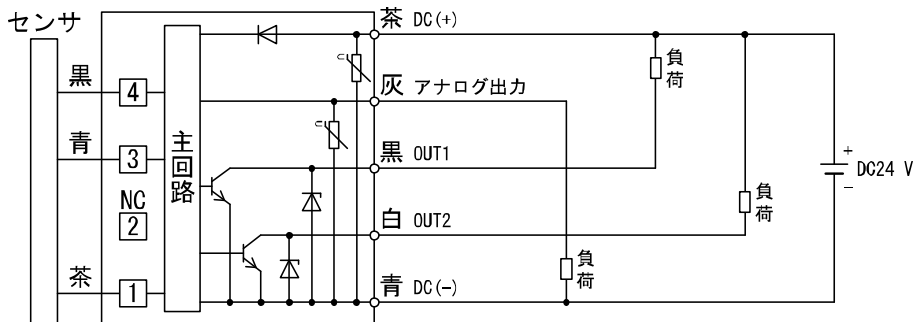 センサ
茶 DC(+)
黒
4
灰 アナログ出力
負荷
青
3
主回路
黒 OUT1
+
DC24 V
−
NC
2
白 OUT2
負荷
茶
1
負荷
青 DC(−)